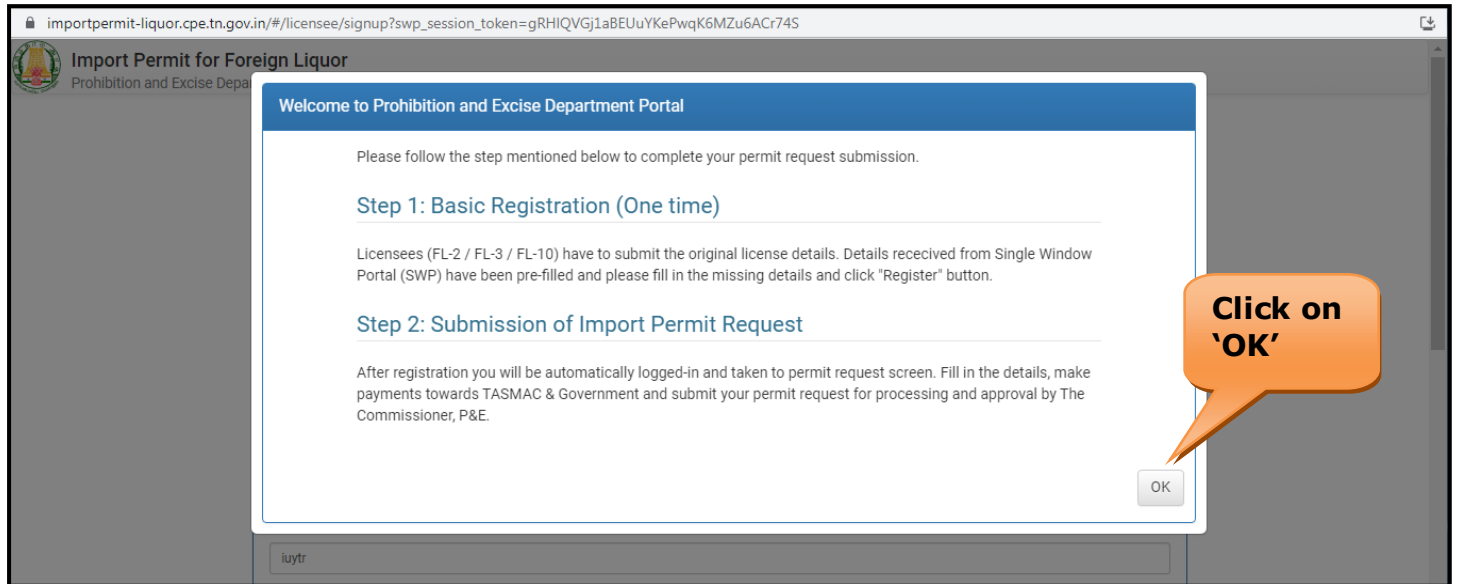 importpermit-liquor.cpe.tn.gov.in/#/licensee/signup?swp_session_token=gRHIQVGj1aBEUuYKePwqK6MZu6ACr74S
Import Permit for Foreign Liquor
Prohibition and Excise Depar
Welcome to Prohibition and Excise Department Portal
Please follow the step mentioned below to complete your permit request submission.
Step 1: Basic Registration (One time)
Licensees (FL-2 / FL-3 / FL-10) have to submit the original license details. Details rececived from Single Window
Portal (SWP) have been pre-filled and please fill in the missing details and click "Register" button.
Step 2: Submission of Import Permit Request
After registration you will be automatically logged-in and taken to permit request screen. Fill in the details, make
payments towards TASMAC & Government and submit your permit request for processing and approval by The
Commissioner, P&E.
Click on
‘OK’
OK
iuytr